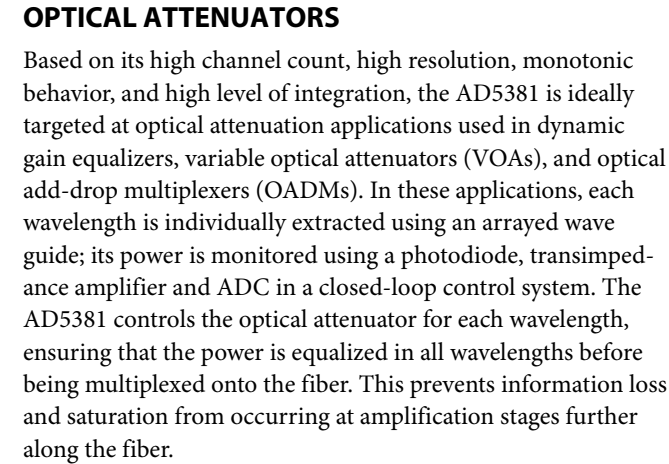 OPTICAL ATTENUATORS
Based on its high channel count, high resolution, monotonic
behavior, and high level of integration, the AD5381 is ideally
targeted at optical attenuation applications used in dynamic
gain equalizers, variable optical attenuators (VOAs), and optical
add-drop multiplexers (OADMs). In these applications, each
wavelength is individually extracted using an arrayed wave
guide; its power is monitored using a photodiode, transimped-
ance amplifier and ADC in a closed-loop control system. The
AD5381 controls the optical attenuator for each wavelength,
ensuring that the power is equalized in all wavelengths before
being multiplexed onto the fiber. This prevents information loss
and saturation from occurring at amplification stages further
along the fiber.